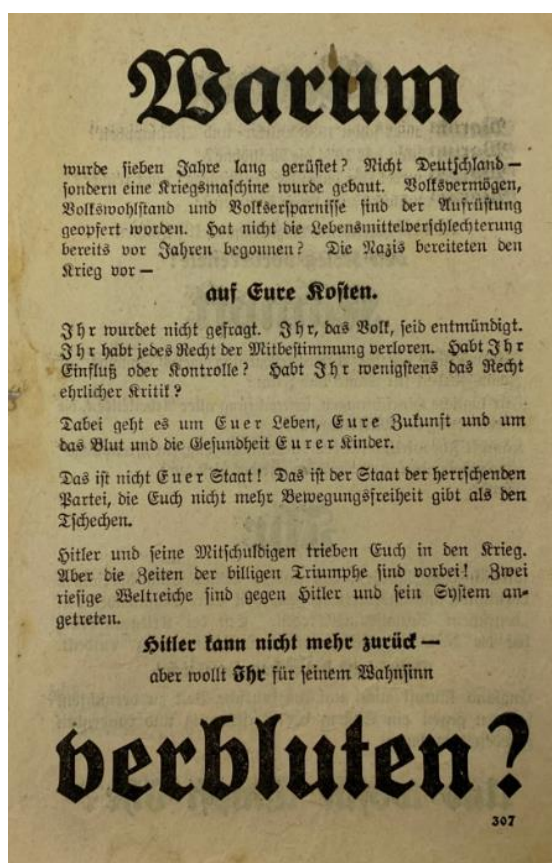 Warum
wurde sieben Jahre lang gerüstet? Nicht Deutschland —
sondern eine Kriegsmaschine wurde gebaut. Volksvermögen,
Volkswohlstand und Volksersparnisse sind der Aufrüstung
geopfert worden. Hat nicht die Lebensmittelverschlechterung
bereits vor Jahren begonnen? Die Nazis bereiteten den
Krieg vor —
auf Eure Kosten.
Ihr wurdet nicht gefragt. Ihr, das Volk, seid entmündigt.
Ihr habt jedes Recht der Mitbestimmung verloren. Habt Ihr
Einfluß oder Kontrolle? Habt Ihr wenigstens das Recht
ehrlicher Kritik?
Dabei geht es um Euer Leben, Eure Zukunft und um
das Blut und die Gesundheit Eurer Kinder.
Das ist nicht Euer Staat! Das ist der Staat der herrschenden
Partei, die Euch nicht mehr Bewegungsfreiheit gibt als den
Tschechen.
Hitler und seine Mitschuldigen trieben Euch in den Krieg.
Aber die Zeiten der billigen Triumphe sind vorbei! Zwei
riesige Weltreiche sind gegen Hitler und sein System an-
getreten.
Hitler kann nicht mehr zurück —
aber wollt Ihr für seinem Wahnsinn
verbluten?
307